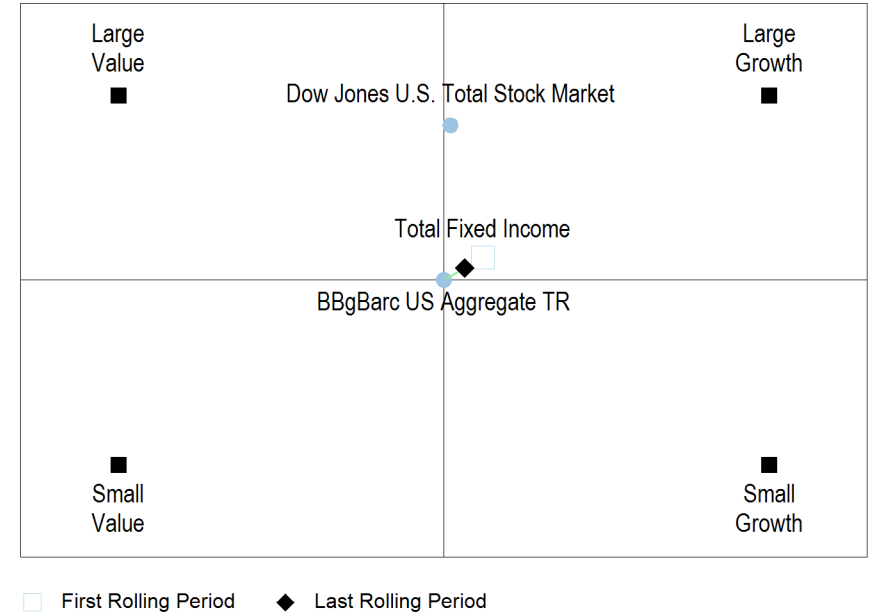 Large
Value
Large
Growth
Dow Jones U.S. Total Stock Market
Total Fixed Income
BBgBarc US Aggregate TR
Small
Value
Small
Growth
First Rolling Period
Last Rolling Period